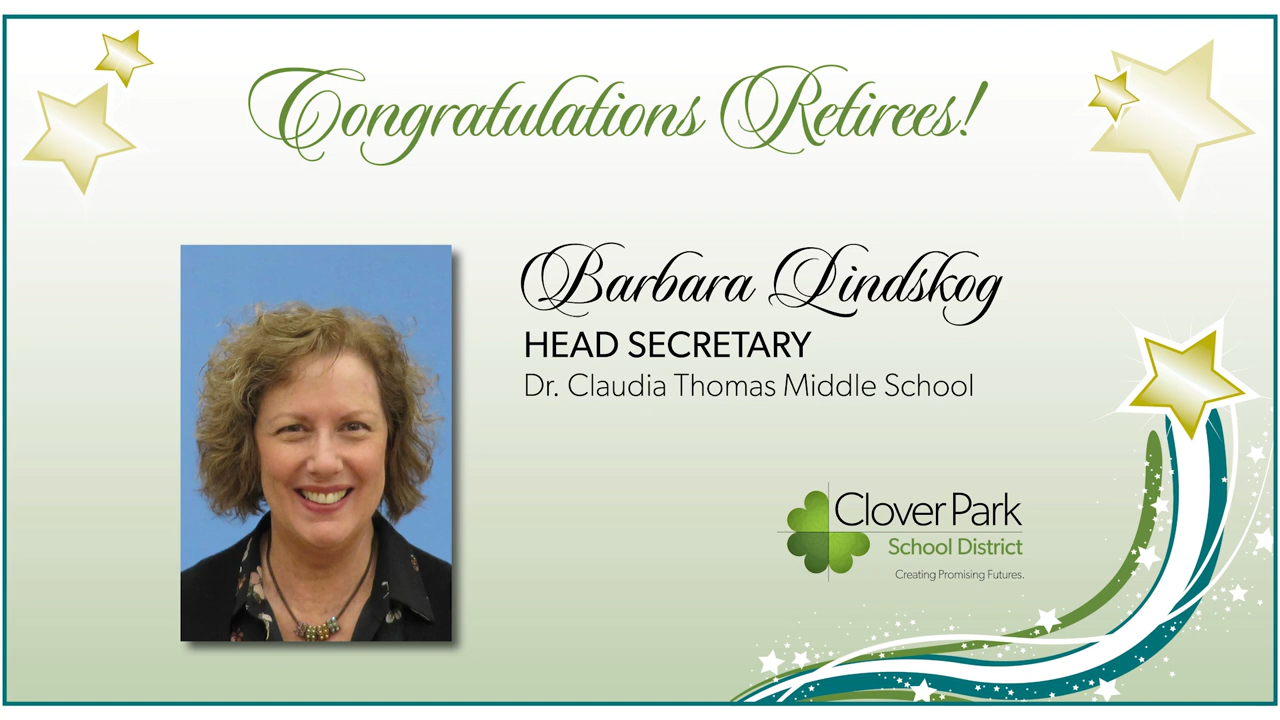 Congratulations Retirees!
Barbara Lindskog
HEAD SECRETARY
Dr. Claudia Thomas Middle School
Clover Park
School District
Creating Promising Futures.